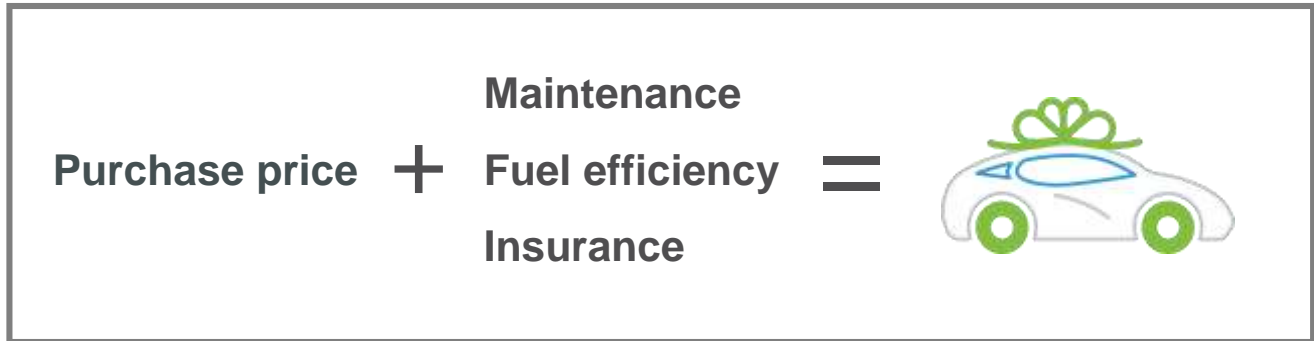 Maintenance
Purchase price + Fuel efficiency =
Insurance